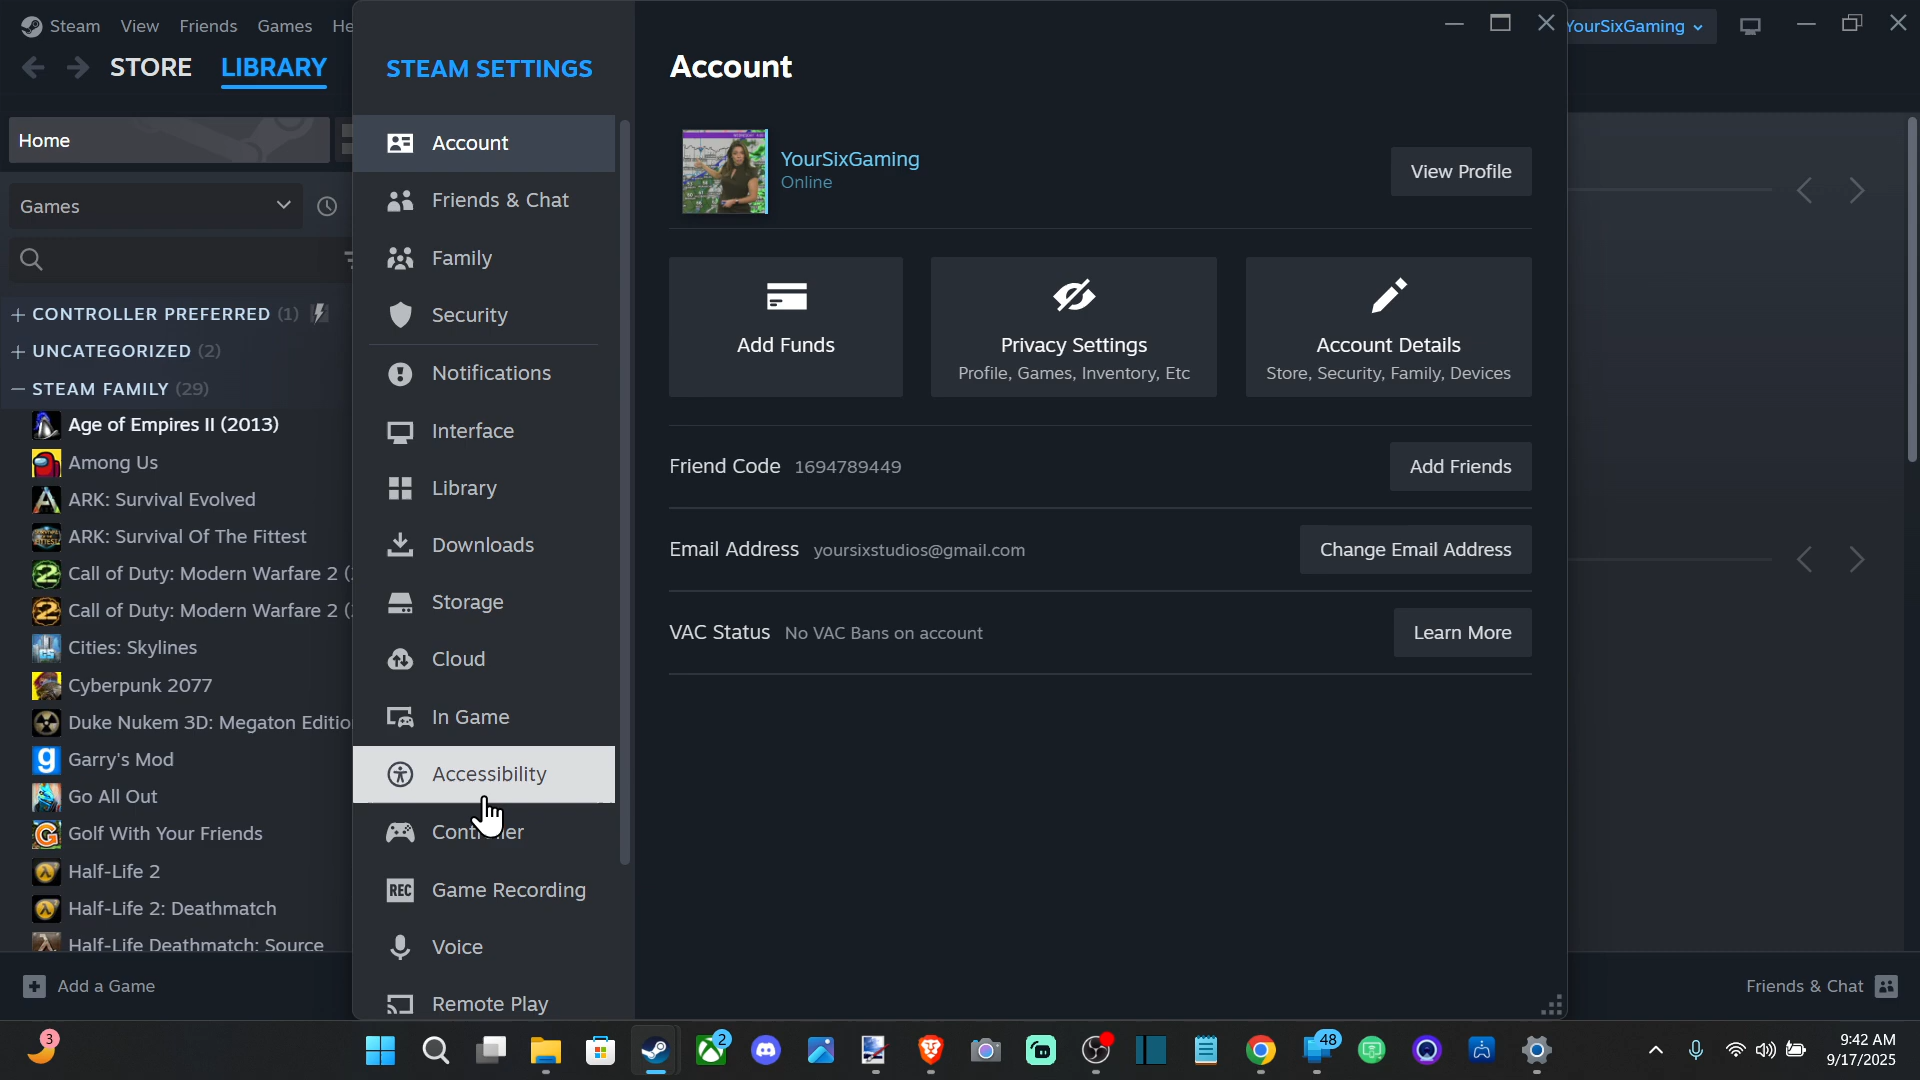 Steam View Friends Games He
YourSixGaming
STORE LIBRARY
Home
Games
+ CONTROLLER PREFERRED (1)
+ UNCATEGORIZED (2)
− STEAM FAMILY (29)
Age of Empires II (2013)
Among Us
ARK: Survival Evolved
ARK: Survival Of The Fittest
Call of Duty: Modern Warfare 2 (
Call of Duty: Modern Warfare 2 (
Cities: Skylines
Cyberpunk 2077
Duke Nukem 3D: Megaton Editio
Garry's Mod
Go All Out
Golf With Your Friends
Half-Life 2
Half-Life 2: Deathmatch
Half-Life Deathmatch: Source
Add a Game
STEAM SETTINGS
Account
Friends & Chat
Family
Security
Notifications
Interface
Library
Downloads
Storage
Cloud
In Game
Accessibility
Controller
REC Game Recording
Voice
Remote Play
Account
YourSixGaming
Online
View Profile
Add Funds
Privacy Settings
Profile, Games, Inventory, Etc
Account Details
Store, Security, Family, Devices
Friend Code 1694789449
Add Friends
Email Address yoursixstudios@gmail.com
Change Email Address
VAC Status No VAC Bans on account
Learn More
Friends & Chat
3
2
48
9:42 AM
9/17/2025